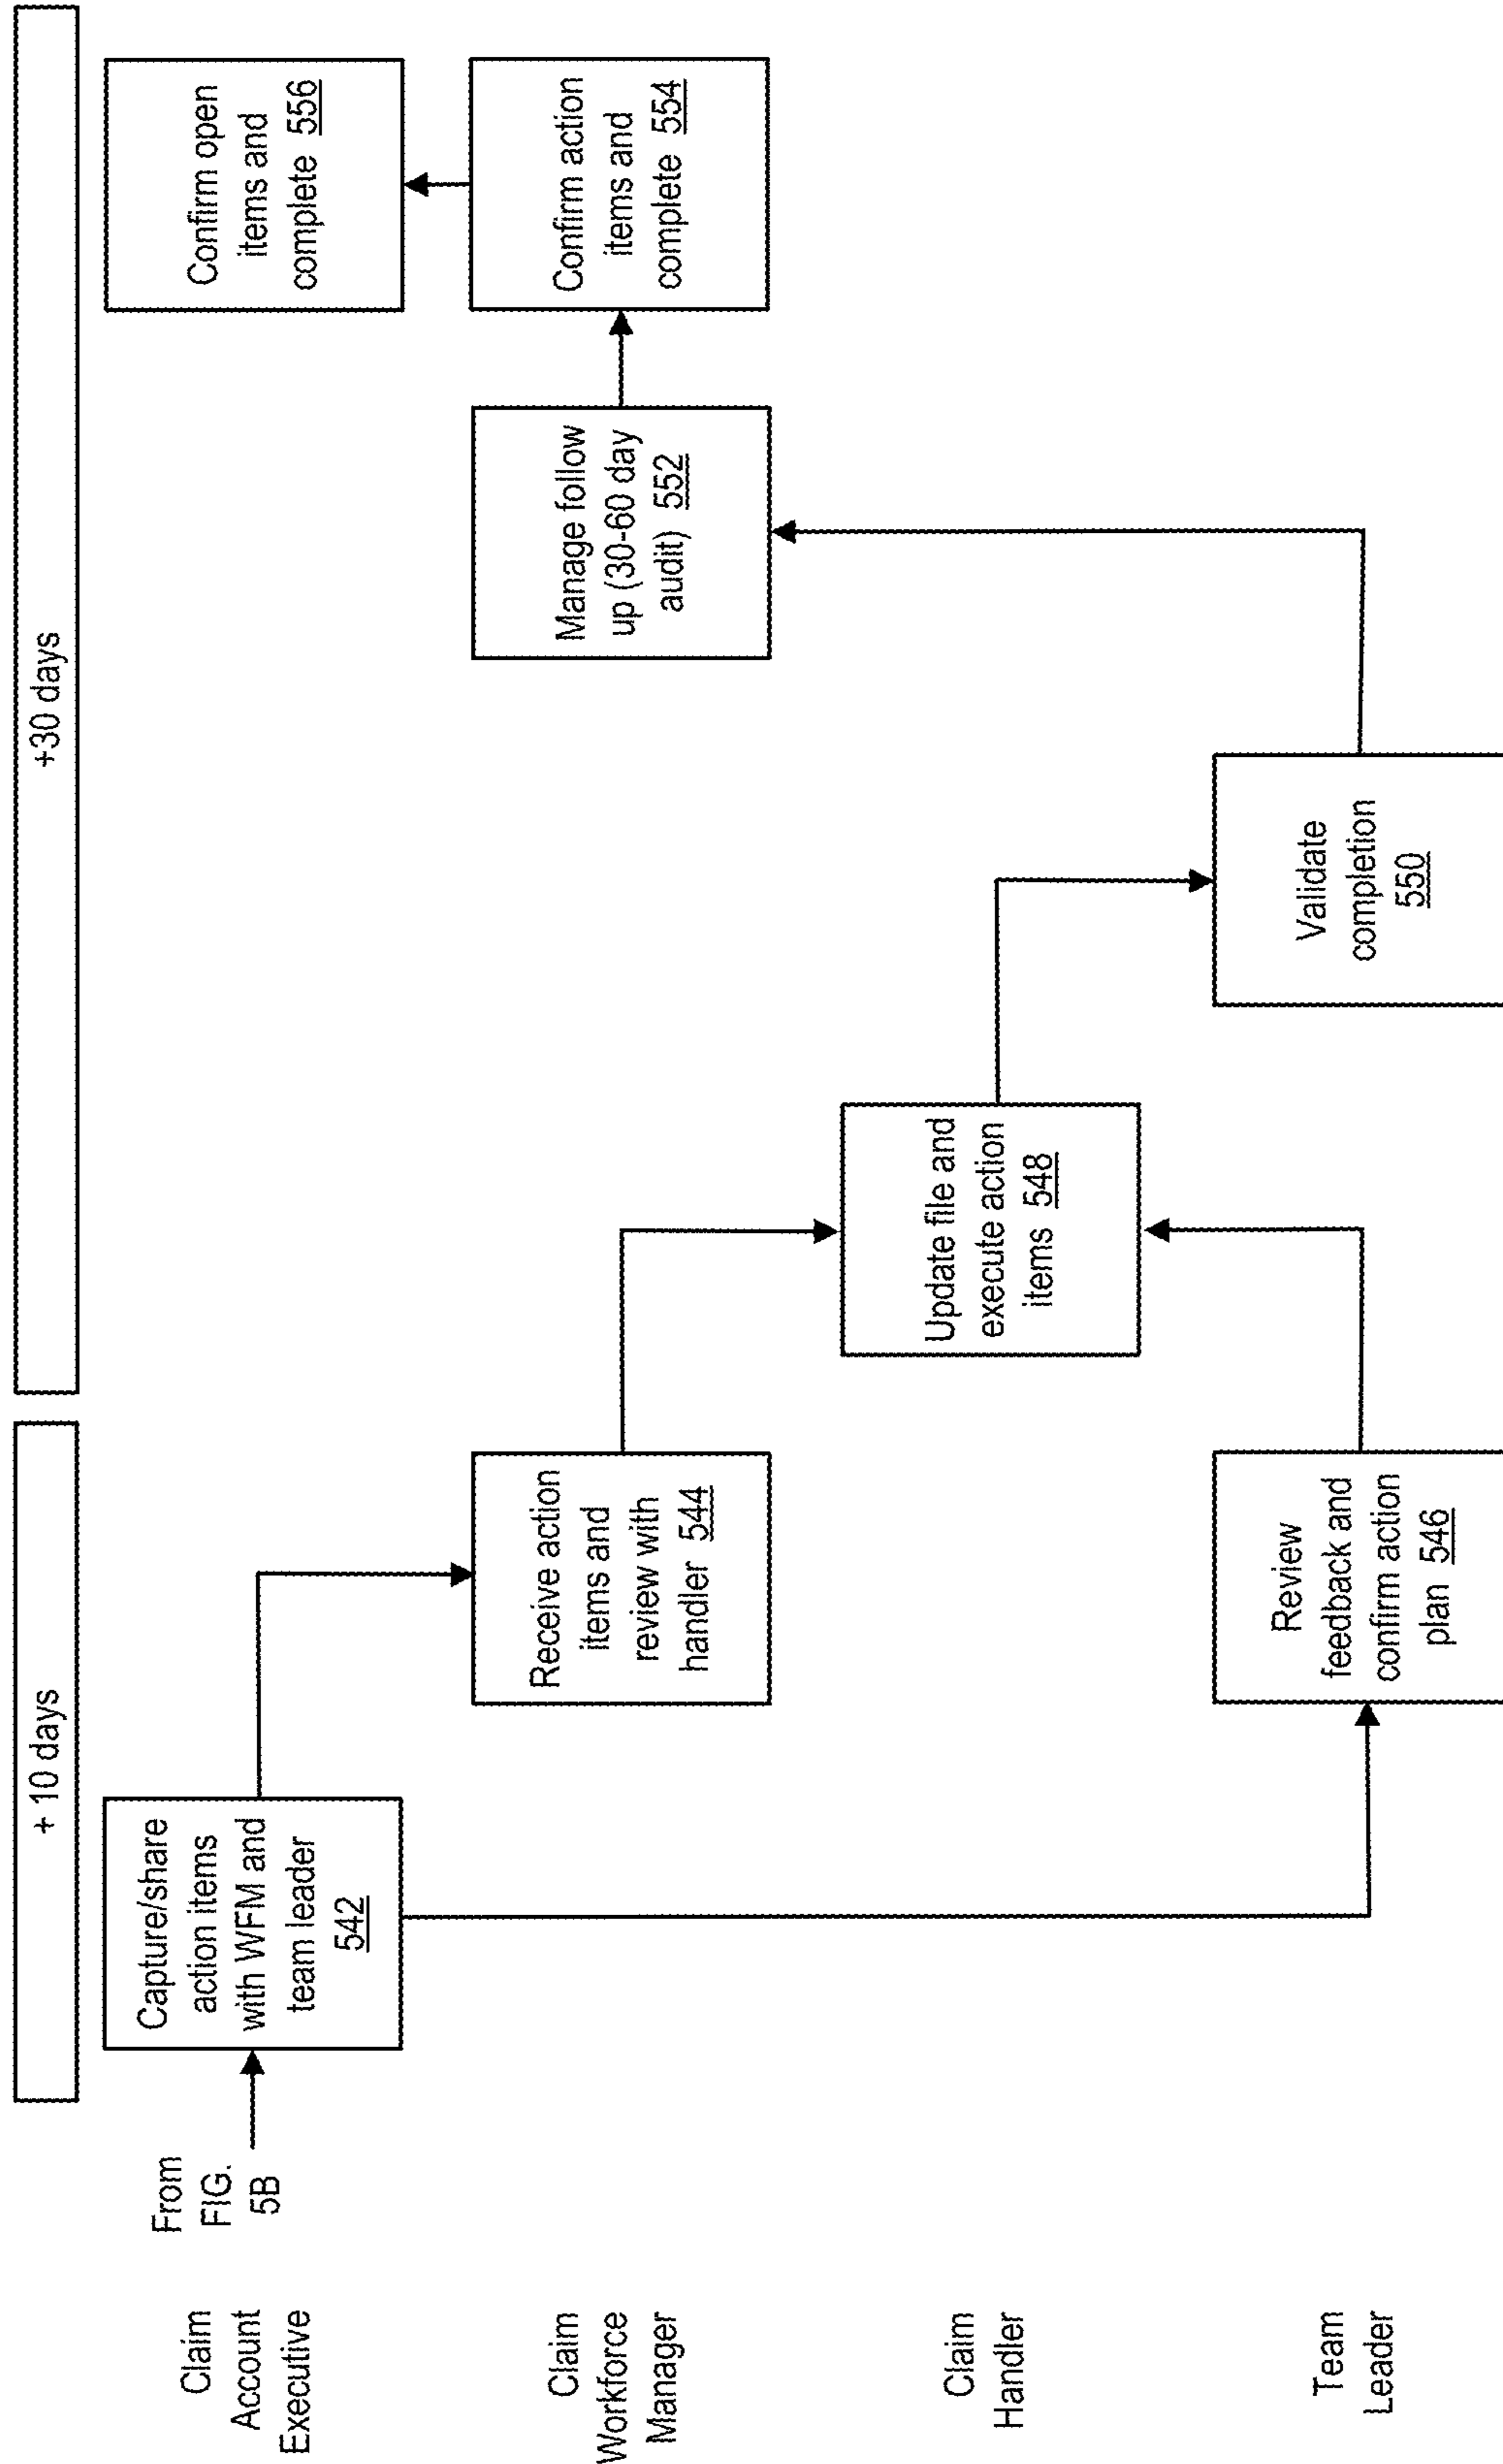 + 10 days
+30 days
Claim
Account
Executive
From
FIG.
5B
Capture/share
action items
with WFM and
team leader
542
Confirm open
items and
complete 556
Claim
Workforce
Manager
Receive action
items and
review with
handler 544
Manage follow
up (30-60 day
audit) 552
Confirm action
items and
complete 554
Claim
Handler
Update file and
execute action
items 548
Team
Leader
Review
feedback and
confirm action
plan 546
Validate
completion
550